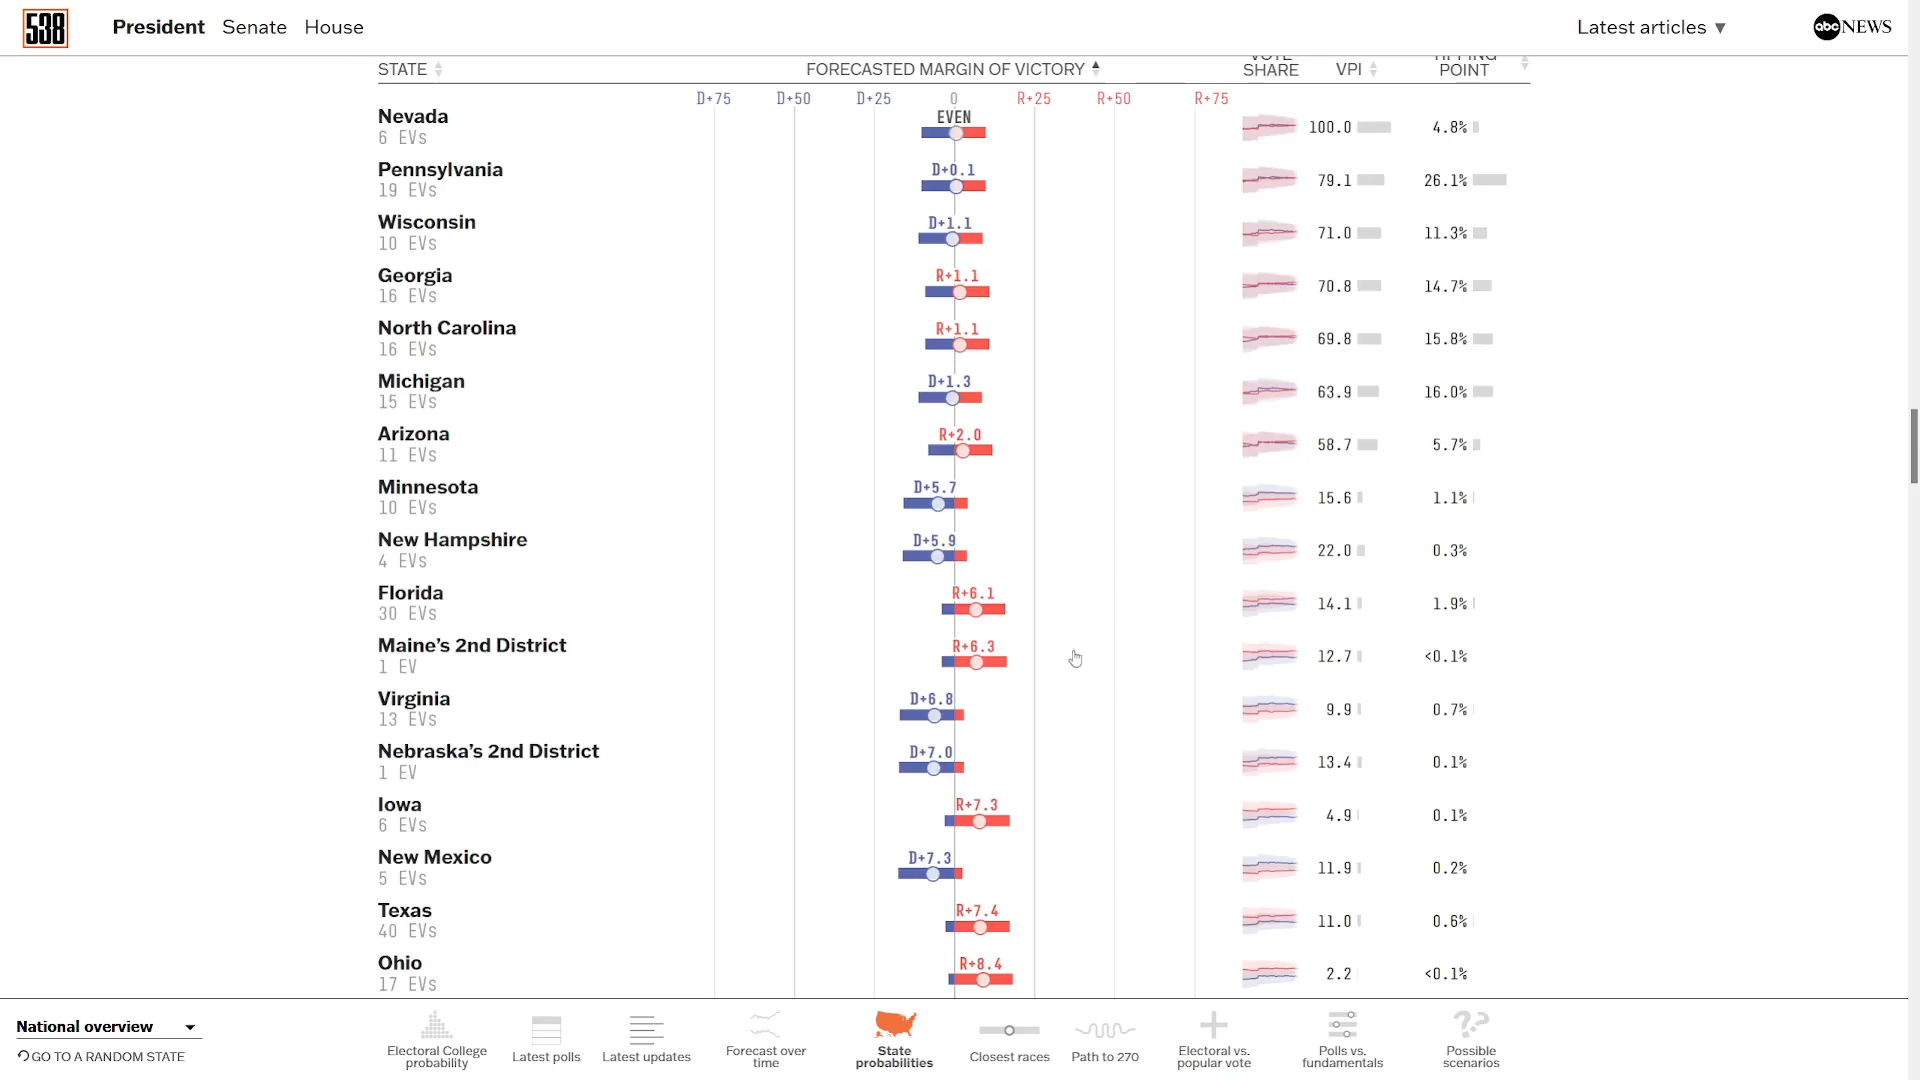 538
President Senate House
Latest articles ▼
abc NEWS
STATE FORECASTED MARGIN OF VICTORY VOTE SHARE VPI TIPPING POINT
D+75 D+50 D+25 0 R+25 R+50 R+75
Nevada EVEN 100.0 4.8%
6 EVs
Pennsylvania D+0.1 79.1 26.1%
19 EVs
Wisconsin D+1.1 71.0 11.3%
10 EVs
Georgia R+1.1 70.8 14.7%
16 EVs
North Carolina R+1.1 69.8 15.8%
16 EVs
Michigan D+1.3 63.9 16.0%
15 EVs
Arizona R+2.0 58.7 5.7%
11 EVs
Minnesota D+5.7 15.6 1.1%
10 EVs
New Hampshire D+5.9 22.0 0.3%
4 EVs
Florida R+6.1 14.1 1.9%
30 EVs
Maine’s 2nd District R+6.3 12.7 <0.1%
1 EV
Virginia D+6.8 9.9 0.7%
13 EVs
Nebraska’s 2nd District D+7.0 13.4 0.1%
1 EV
Iowa R+7.3 4.9 0.1%
6 EVs
New Mexico D+7.3 11.9 0.2%
5 EVs
Texas R+7.4 11.0 0.6%
40 EVs
Ohio R+8.4 2.2 <0.1%
17 EVs
National overview
GO TO A RANDOM STATE
Electoral College
probability
Latest polls
Latest updates
Forecast over
time
State
probabilities
Closest races
Path to 270
Electoral vs.
popular vote
Polls vs.
fundamentals
Possible
scenarios